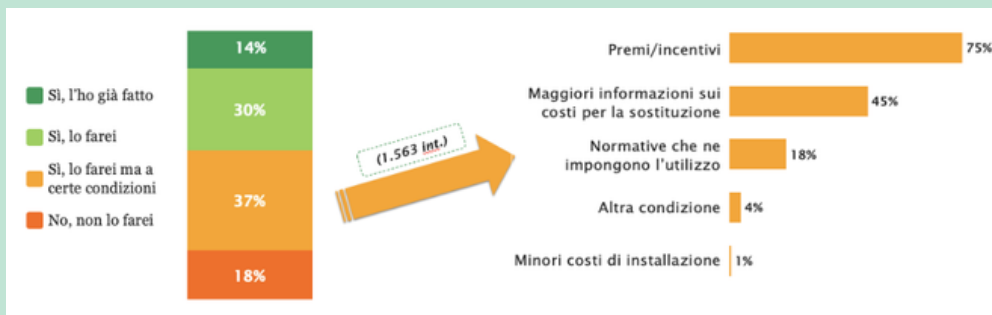 Sì, l'ho già fatto
Sì, lo farei
Sì, lo farei ma a
certe condizioni
No, non lo farei
14%
30%
37%
18%
(1.563 int.)
Premi/incentivi
75%
Maggiori informazioni sui
costi per la sostituzione
45%
Normative che ne
impongono l'utilizzo
18%
Altra condizione
4%
Minori costi di installazione
1%